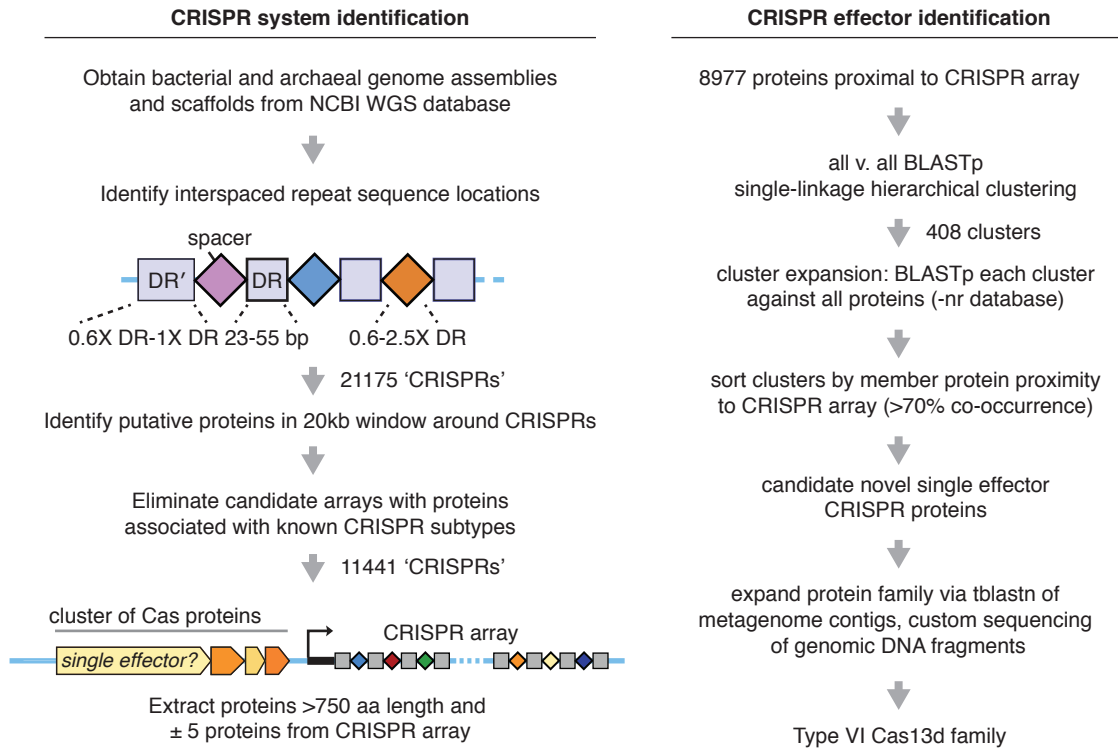 CRISPR system identification
Obtain bacterial and archaeal genome assemblies
and scaffolds from NCBI WGS database
Identify interspaced repeat sequence locations
spacer
DR′
DR
0.6X DR-1X DR
23-55 bp
0.6-2.5X DR
21175 ‘CRISPRs’
Identify putative proteins in 20kb window around CRISPRs
Eliminate candidate arrays with proteins
associated with known CRISPR subtypes
11441 ‘CRISPRs’
cluster of Cas proteins
single effector?
CRISPR array
Extract proteins >750 aa length and
± 5 proteins from CRISPR array
CRISPR effector identification
8977 proteins proximal to CRISPR array
all v. all BLASTp
single-linkage hierarchical clustering
408 clusters
cluster expansion: BLASTp each cluster
against all proteins (-nr database)
sort clusters by member protein proximity
to CRISPR array (>70% co-occurrence)
candidate novel single effector
CRISPR proteins
expand protein family via tblastn of
metagenome contigs, custom sequencing
of genomic DNA fragments
Type VI Cas13d family